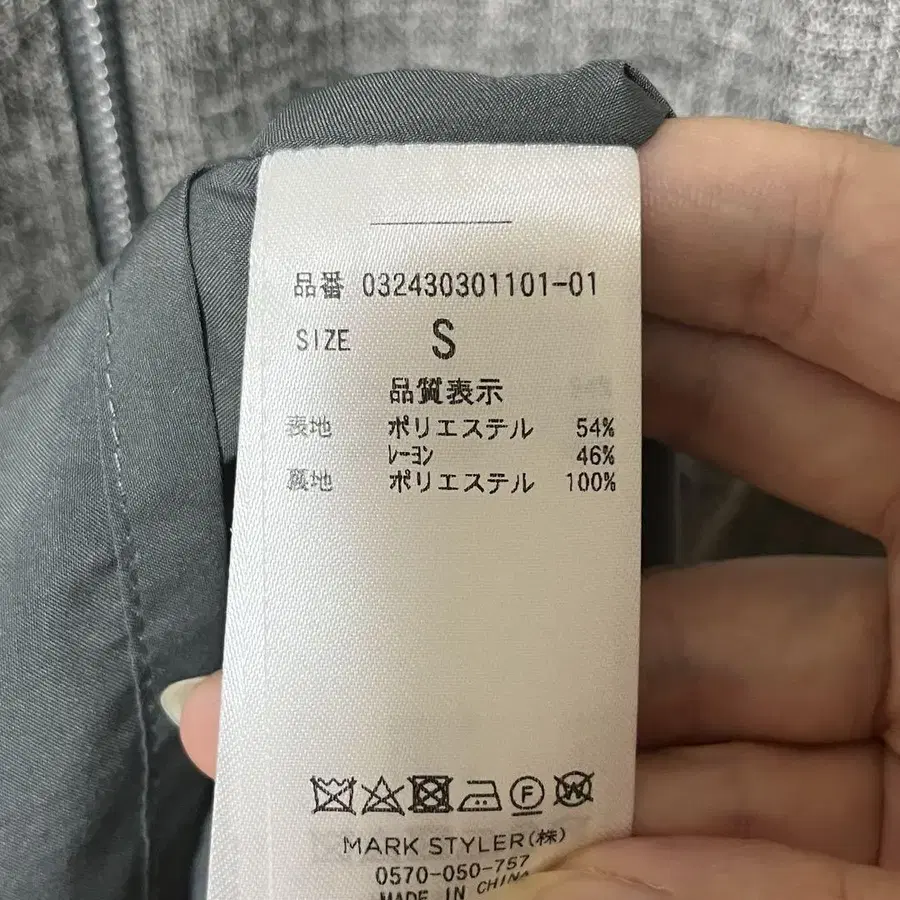 品番 032430301101-01
SIZE S
品質表示
表地 ポリエステル 54%
レーヨン 46%
裏地 ポリエステル 100%
F W
MARK STYLER(株)
0570-050-757
MADE IN CHINA